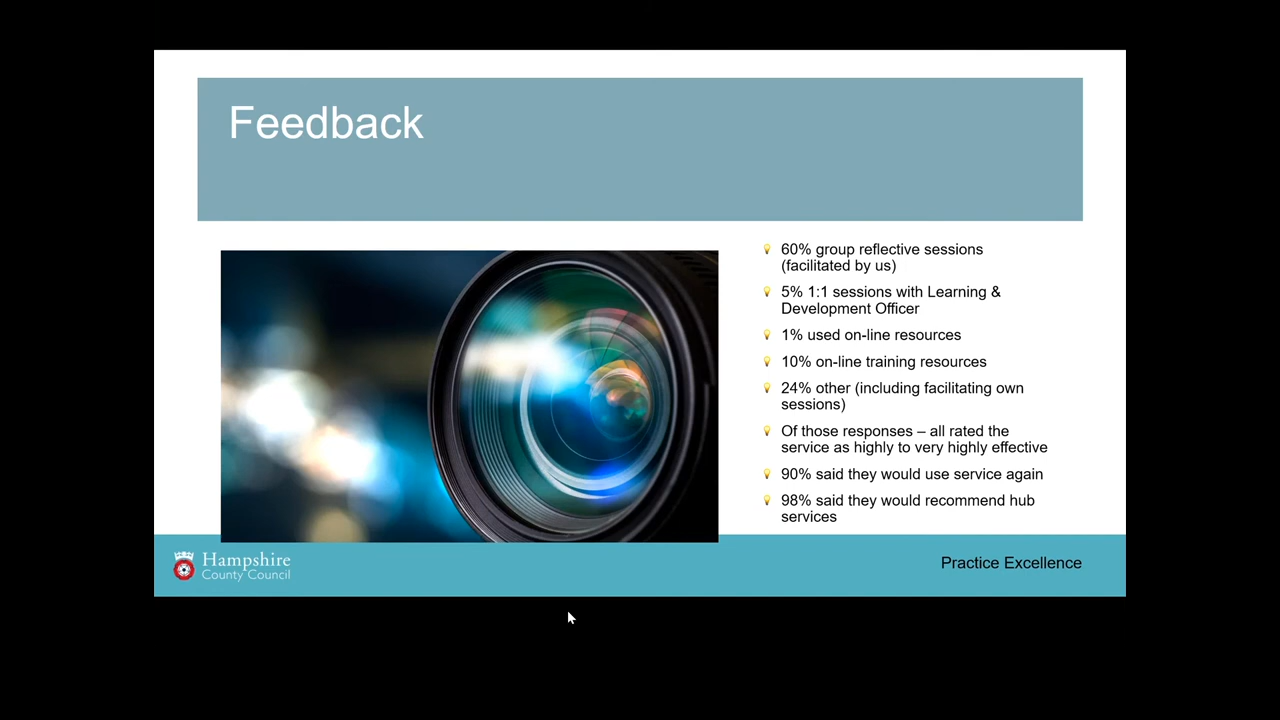 Feedback
60% group reflective sessions
(facilitated by us)
5% 1:1 sessions with Learning &
Development Officer
1% used on-line resources
10% on-line training resources
24% other (including facilitating own
sessions)
Of those responses – all rated the
service as highly to very highly effective
90% said they would use service again
98% said they would recommend hub
services
Hampshire
County Council
Practice Excellence